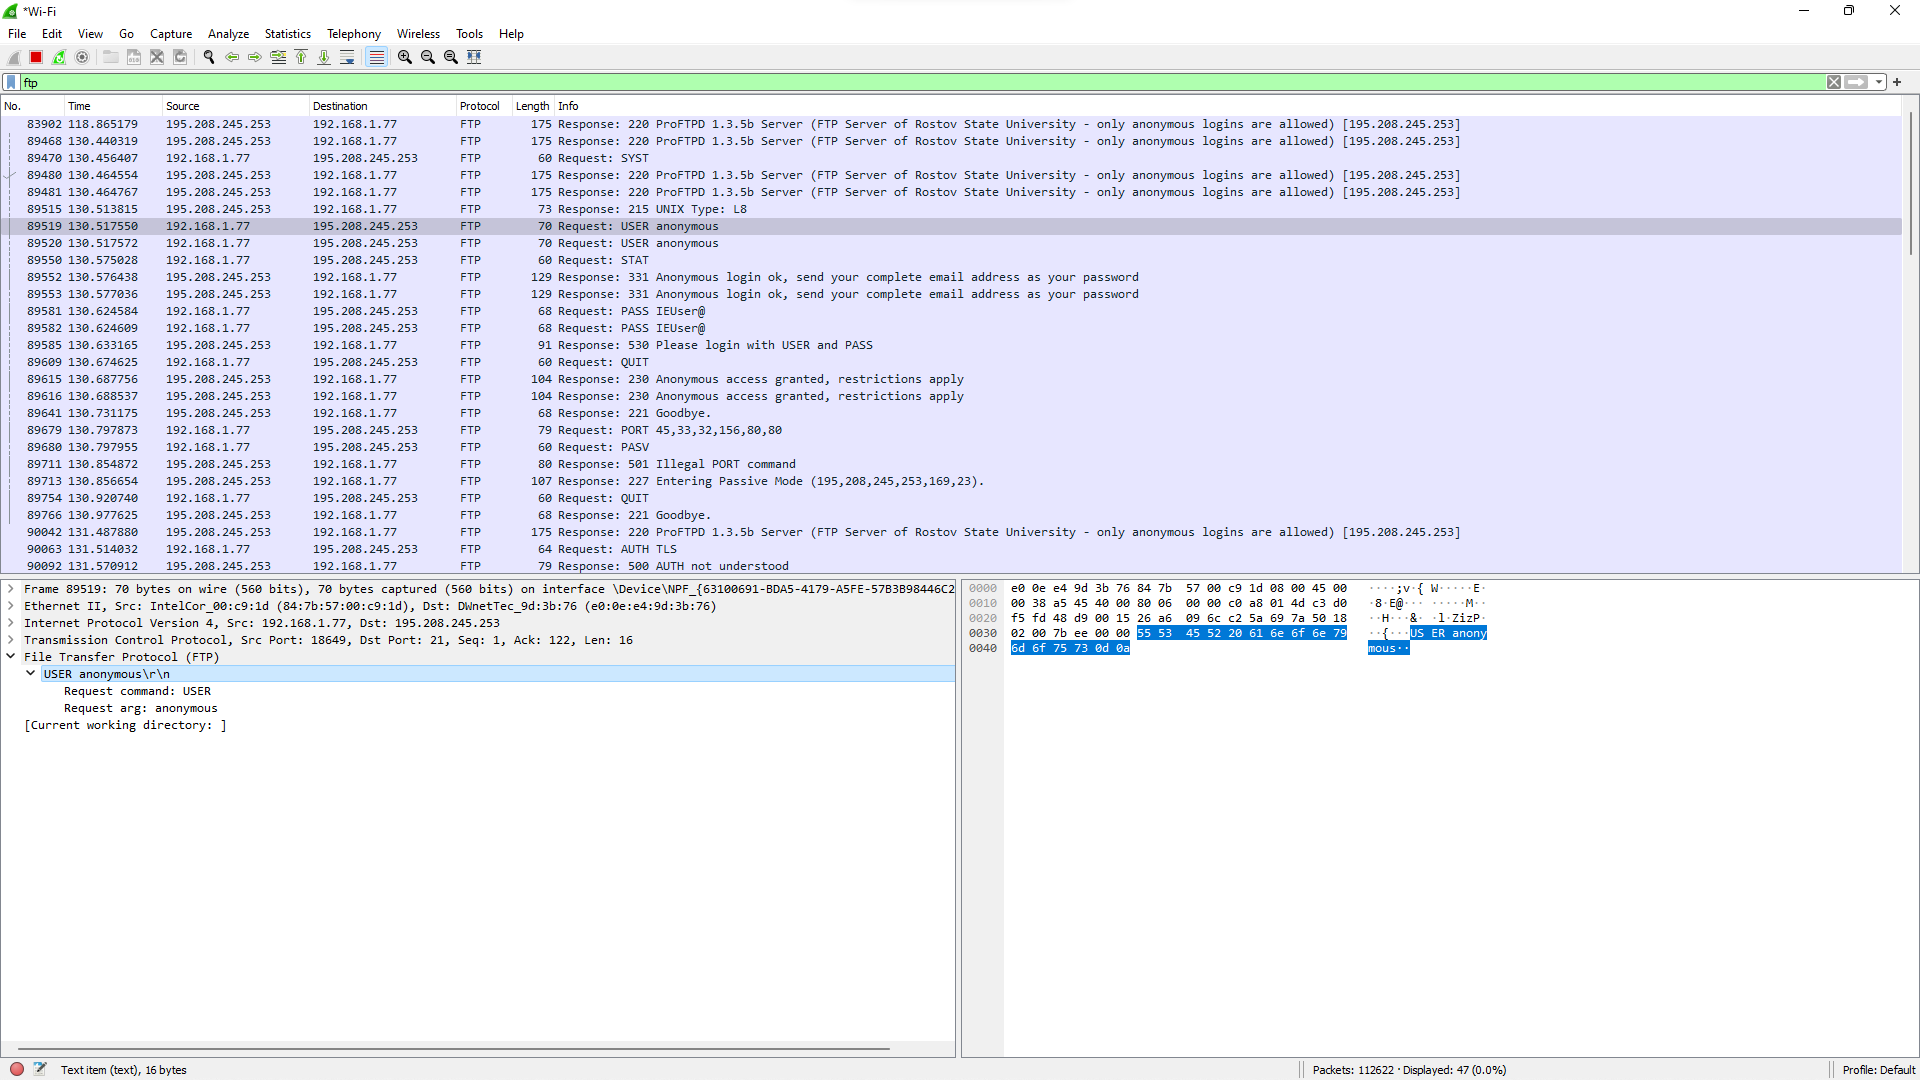 *Wi-Fi
File Edit View Go Capture Analyze Statistics Telephony Wireless Tools Help
ftp
No. Time Source Destination Protocol Length Info
83902 118.865179 195.208.245.253 192.168.1.77 FTP 175 Response: 220 ProFTPD 1.3.5b Server (FTP Server of Rostov State University - only anonymous logins are allowed) [195.208.245.253]
89468 130.440319 195.208.245.253 192.168.1.77 FTP 175 Response: 220 ProFTPD 1.3.5b Server (FTP Server of Rostov State University - only anonymous logins are allowed) [195.208.245.253]
89470 130.456407 192.168.1.77 195.208.245.253 FTP 60 Request: SYST
89480 130.464554 195.208.245.253 192.168.1.77 FTP 175 Response: 220 ProFTPD 1.3.5b Server (FTP Server of Rostov State University - only anonymous logins are allowed) [195.208.245.253]
89481 130.464767 195.208.245.253 192.168.1.77 FTP 175 Response: 220 ProFTPD 1.3.5b Server (FTP Server of Rostov State University - only anonymous logins are allowed) [195.208.245.253]
89515 130.513815 195.208.245.253 192.168.1.77 FTP 73 Response: 215 UNIX Type: L8
89519 130.517550 192.168.1.77 195.208.245.253 FTP 70 Request: USER anonymous
89520 130.517572 192.168.1.77 195.208.245.253 FTP 70 Request: USER anonymous
89550 130.575028 192.168.1.77 195.208.245.253 FTP 60 Request: STAT
89552 130.576438 195.208.245.253 192.168.1.77 FTP 129 Response: 331 Anonymous login ok, send your complete email address as your password
89553 130.577036 195.208.245.253 192.168.1.77 FTP 129 Response: 331 Anonymous login ok, send your complete email address as your password
89581 130.624584 192.168.1.77 195.208.245.253 FTP 68 Request: PASS IEUser@
89582 130.624609 192.168.1.77 195.208.245.253 FTP 68 Request: PASS IEUser@
89585 130.633165 195.208.245.253 192.168.1.77 FTP 91 Response: 530 Please login with USER and PASS
89609 130.674625 192.168.1.77 195.208.245.253 FTP 60 Request: QUIT
89615 130.687756 195.208.245.253 192.168.1.77 FTP 104 Response: 230 Anonymous access granted, restrictions apply
89616 130.688537 195.208.245.253 192.168.1.77 FTP 104 Response: 230 Anonymous access granted, restrictions apply
89641 130.731175 195.208.245.253 192.168.1.77 FTP 68 Response: 221 Goodbye.
89679 130.797873 192.168.1.77 195.208.245.253 FTP 79 Request: PORT 45,33,32,156,80,80
89680 130.797955 192.168.1.77 195.208.245.253 FTP 60 Request: PASV
89711 130.854872 195.208.245.253 192.168.1.77 FTP 80 Response: 501 Illegal PORT command
89713 130.856654 195.208.245.253 192.168.1.77 FTP 107 Response: 227 Entering Passive Mode (195,208,245,253,169,23).
89754 130.920740 192.168.1.77 195.208.245.253 FTP 60 Request: QUIT
89766 130.977625 195.208.245.253 192.168.1.77 FTP 68 Response: 221 Goodbye.
90042 131.487880 195.208.245.253 192.168.1.77 FTP 175 Response: 220 ProFTPD 1.3.5b Server (FTP Server of Rostov State University - only anonymous logins are allowed) [195.208.245.253]
90063 131.514032 192.168.1.77 195.208.245.253 FTP 64 Request: AUTH TLS
90092 131.570912 195.208.245.253 192.168.1.77 FTP 79 Response: 500 AUTH not understood
Frame 89519: 70 bytes on wire (560 bits), 70 bytes captured (560 bits) on interface \Device\NPF_{63100691-BDA5-4179-A5FE-57B3B98446C2
Ethernet II, Src: IntelCor_00:c9:1d (84:7b:57:00:c9:1d), Dst: DWnetTec_9d:3b:76 (e0:0e:e4:9d:3b:76)
Internet Protocol Version 4, Src: 192.168.1.77, Dst: 195.208.245.253
Transmission Control Protocol, Src Port: 18649, Dst Port: 21, Seq: 1, Ack: 122, Len: 16
File Transfer Protocol (FTP)
USER anonymous\r\n
Request command: USER
Request arg: anonymous
[Current working directory: ]
0000 e0 0e e4 9d 3b 76 84 7b 57 00 c9 1d 08 00 45 00 ····;v·{ W·····E·
0010 00 38 a5 45 40 00 80 06 00 00 c0 a8 01 4d c3 d0 ·8·E@··· ·····M··
0020 f5 fd 48 d9 00 15 26 a6 09 6c c2 5a 69 7a 50 18 ··H···&· ·l·ZizP·
0030 02 00 7b ee 00 00 55 53 45 52 20 61 6e 6f 6e 79 ··{···US ER anony
0040 6d 6f 75 73 0d 0a mous··
Text item (text), 16 bytes
Packets: 112622 · Displayed: 47 (0.0%)
Profile: Default